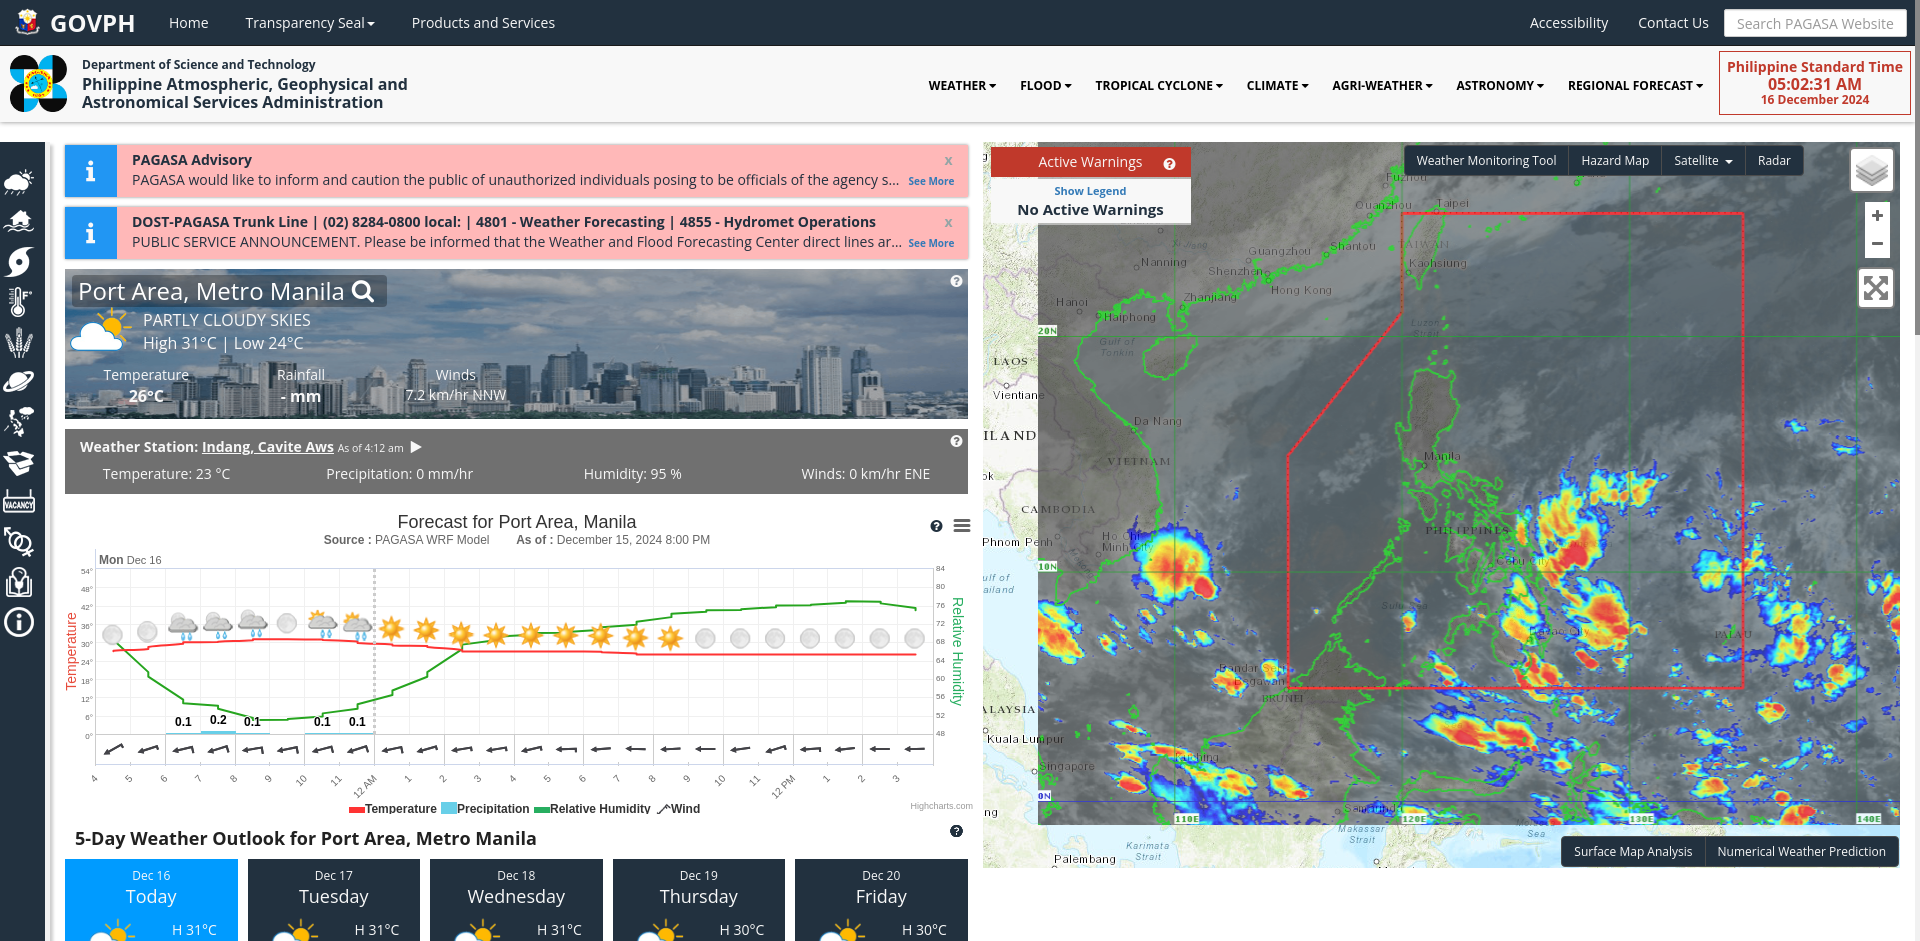 GOVPH
Home
Transparency Seal
Products and Services
Accessibility
Contact Us
Search PAGASA Website
Department of Science and Technology
Philippine Atmospheric, Geophysical and
Astronomical Services Administration
WEATHER
FLOOD
TROPICAL CYCLONE
CLIMATE
AGRI-WEATHER
ASTRONOMY
REGIONAL FORECAST
Philippine Standard Time
05:02:31 AM
16 December 2024
PAGASA Advisory
x
PAGASA would like to inform and caution the public of unauthorized individuals posing to be officials of the agency s... See More
DOST-PAGASA Trunk Line | (02) 8284-0800 local: | 4801 - Weather Forecasting | 4855 - Hydromet Operations
x
PUBLIC SERVICE ANNOUNCEMENT. Please be informed that the Weather and Flood Forecasting Center direct lines ar... See More
Port Area, Metro Manila
PARTLY CLOUDY SKIES
High 31°C | Low 24°C
Temperature
Rainfall
Winds
26°C
- mm
7.2 km/hr NNW
Weather Station: Indang, Cavite Aws As of 4:12 am
Temperature: 23 °C
Precipitation: 0 mm/hr
Humidity: 95 %
Winds: 0 km/hr ENE
Forecast for Port Area, Manila
Source : PAGASA WRF Model As of : December 15, 2024 8:00 PM
Mon Dec 16
54°
48°
42°
36°
30°
24°
18°
12°
6°
0°
Temperature
84
80
76
72
68
64
60
56
52
48
Relative Humidity
0.1
0.2
0.1
0.1
0.1
4 5 6 7 8 9 10 11 12 AM 1 2 3 4 5 6 7 8 9 10 11 12 PM 1 2 3
Temperature Precipitation Relative Humidity Wind
Highcharts.com
5-Day Weather Outlook for Port Area, Metro Manila
Dec 16
Today
H 31°C
Dec 17
Tuesday
H 31°C
Dec 18
Wednesday
H 31°C
Dec 19
Thursday
H 30°C
Dec 20
Friday
H 30°C
VACANCY
Active Warnings
Show Legend
No Active Warnings
Weather Monitoring Tool
Hazard Map
Satellite
Radar
+
−
Fuzhou
Quanzhou
Taipei
Xi Jiang
Guangzhou
Shantou
TAIWAN
Nanning
Shenzhen
Kaohsiung
Hanoi
Zhanjiang
Hong Kong
Haiphong
20N
Luzon
Strait
Gulf of
Tonkin
LAOS
Vientiane
Da Nang
ILAND
VIETNAM
Manila
ok
CAMBODIA
PHILIPPINES
Phnom Penh
Ho Chi
Minh City
10N
Cebu City
ulf of
ailand
Sulu Sea
Davao City
PALAU
Bandar Seri
Begawan
BRUNEI
ALAYSIA
Kuala Lumpur
Kuching
Singapore
0N
ng
Samarinda
110E
120E
130E
140E
Makassar
Strait
Sea
Karimata
Strait
Palembang
Surface Map Analysis
Numerical Weather Prediction